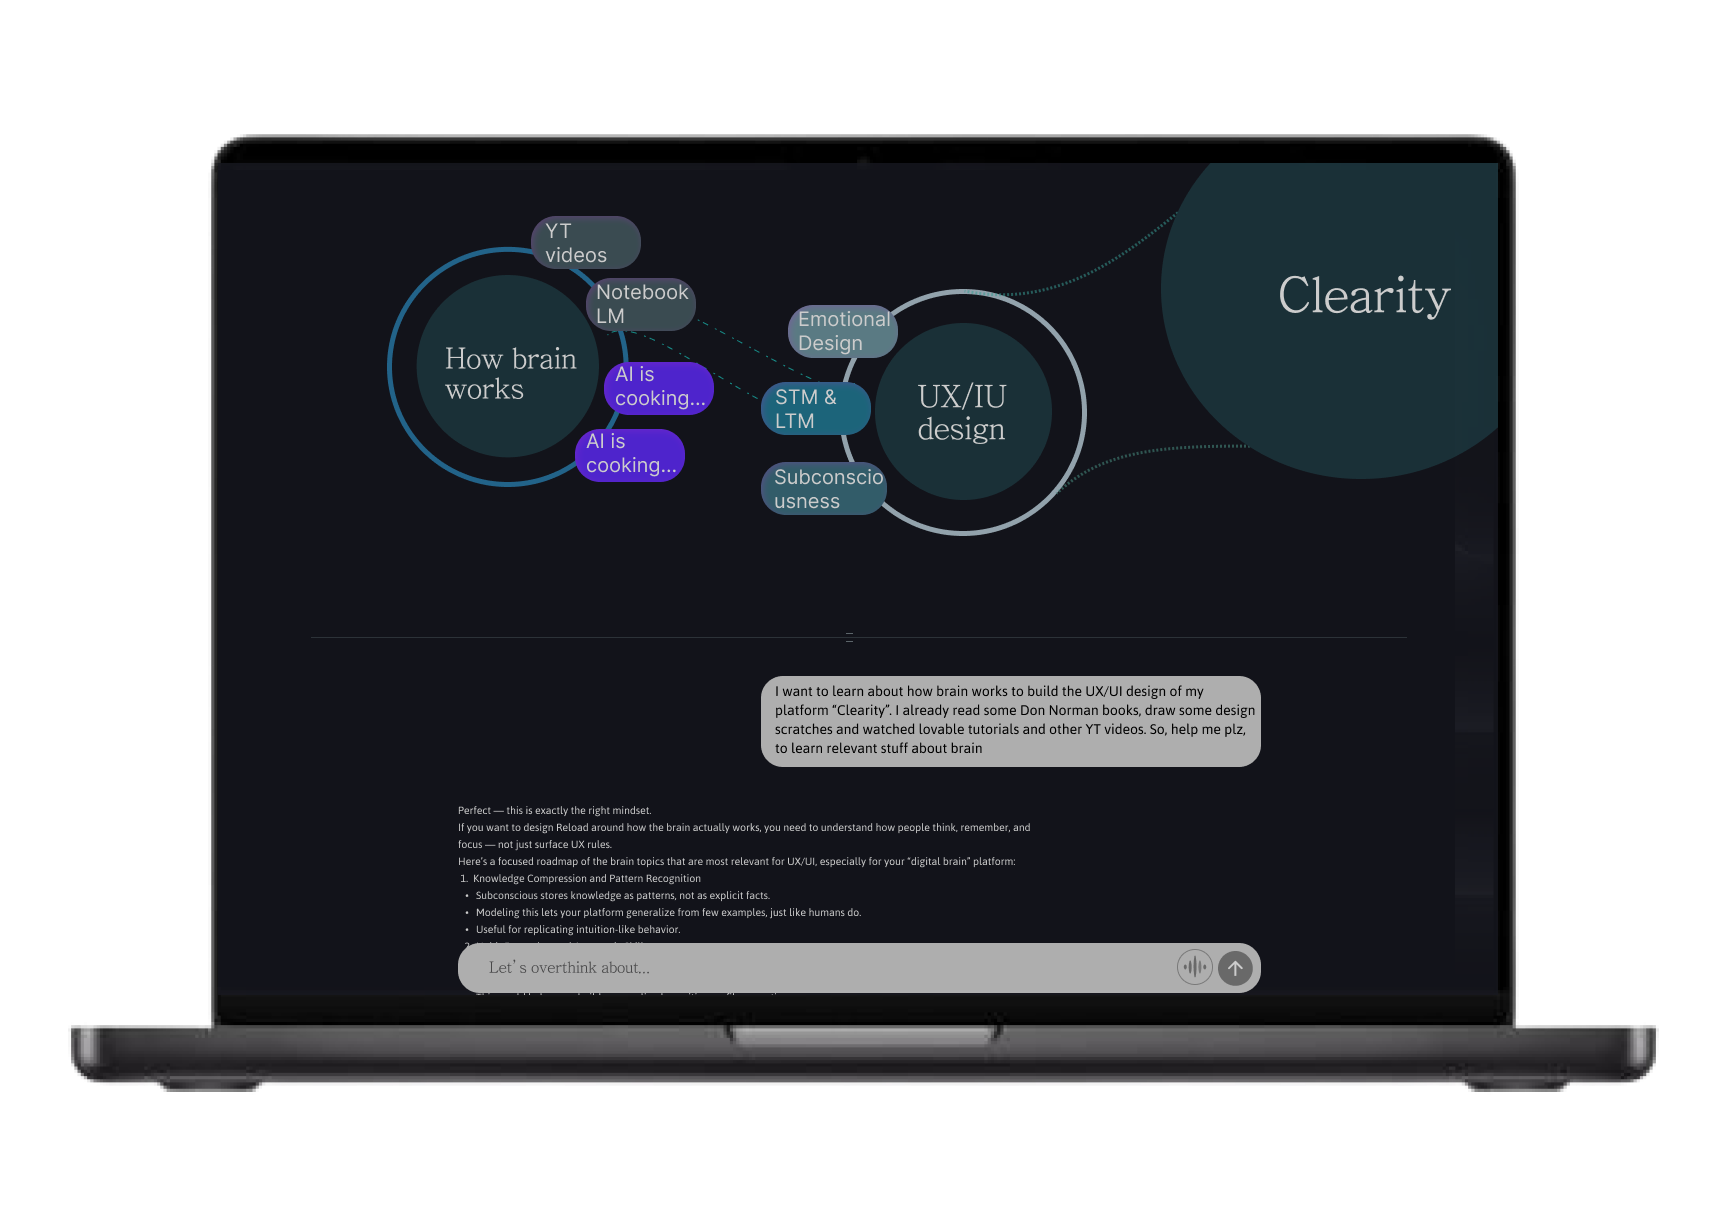 YT
videos
Notebook
LM
How brain
works
AI is
cooking...
AI is
cooking...
Emotional
Design
STM &
LTM
Subconscio
usness
UX/IU
design
Clearity
I want to learn about how brain works to build the UX/UI design of my
platform “Clearity”. I already read some Don Norman books, draw some design
scratches and watched lovable tutorials and other YT videos. So, help me plz,
to learn relevant stuff about brain
Perfect — this is exactly the right mindset.
If you want to design Reload around how the brain actually works, you need to understand how people think, remember, and
focus — not just surface UX rules.
Here’s a focused roadmap of the brain topics that are most relevant for UX/UI, especially for your “digital brain” platform:
1. Knowledge Compression and Pattern Recognition
• Subconscious stores knowledge as patterns, not as explicit facts.
• Modeling this lets your platform generalize from few examples, just like humans do.
• Useful for replicating intuition-like behavior.
Let’s overthink about...